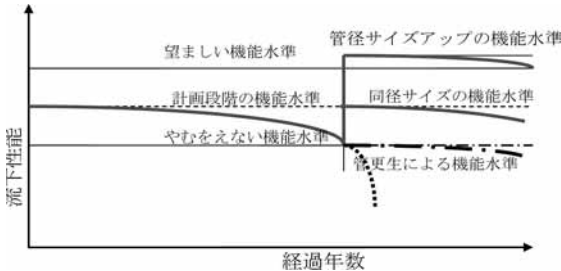 管径サイズアップの機能水準
望ましい機能水準
計画段階の機能水準
同径サイズの機能水準
やむをえない機能水準
管更生による機能水準
流下性能
経過年数